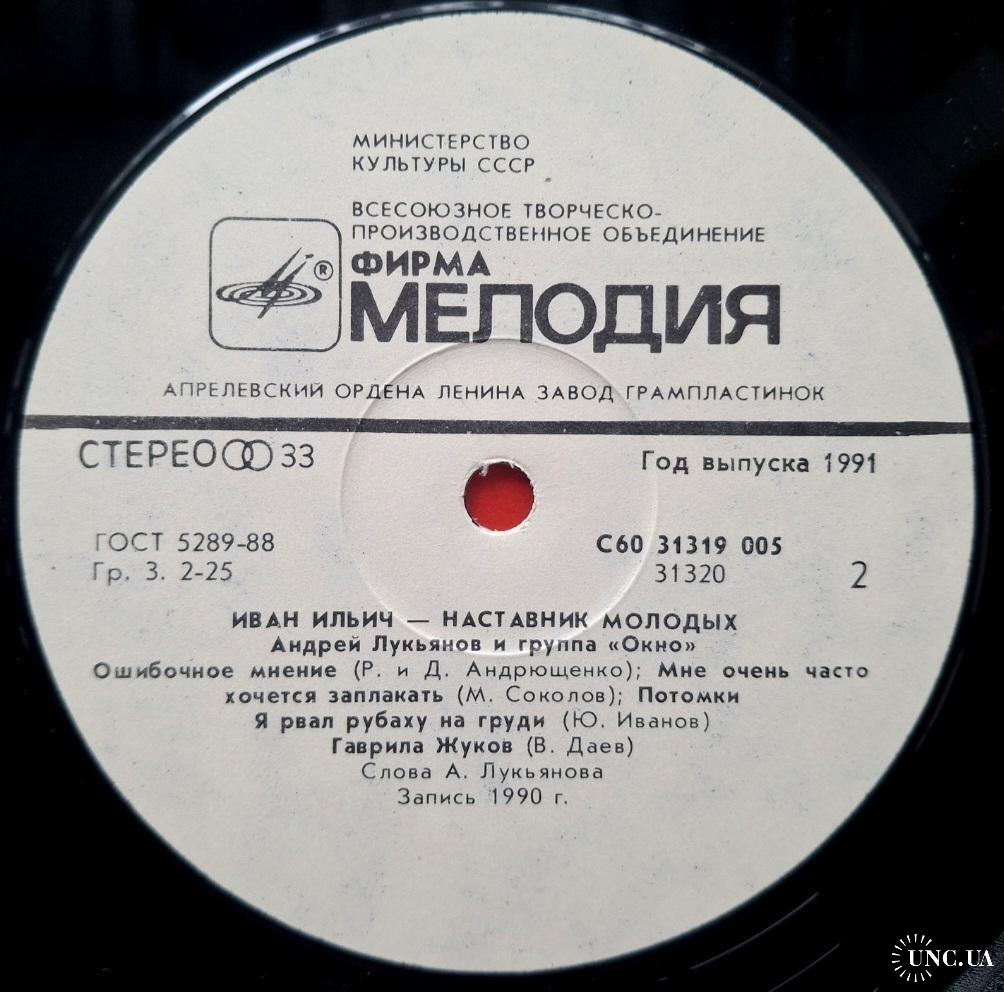 МИНИСТЕРСТВО
КУЛЬТУРЫ СССР
ВСЕСОЮЗНОЕ ТВОРЧЕСКО-
ПРОИЗВОДСТВЕННОЕ ОБЪЕДИНЕНИЕ
ФИРМА
®
МЕЛОДИЯ
АПРЕЛЕВСКИЙ ОРДЕНА ЛЕНИНА ЗАВОД ГРАМПЛАСТИНОК
СТЕРЕО 33
Год выпуска 1991
ГОСТ 5289-88
С60 31319 005
Гр. 3. 2-25
31320
2
ИВАН ИЛЬИЧ — НАСТАВНИК МОЛОДЫХ
Андрей Лукьянов и группа «Окно»
Ошибочное мнение (Р. и Д. Андрющенко); Мне очень часто
хочется заплакать (М. Соколов); Потомки
Я рвал рубаху на груди (Ю. Иванов)
Гаврила Жуков (В. Даев)
Слова А. Лукьянова
Запись 1990 г.
UNC.UA